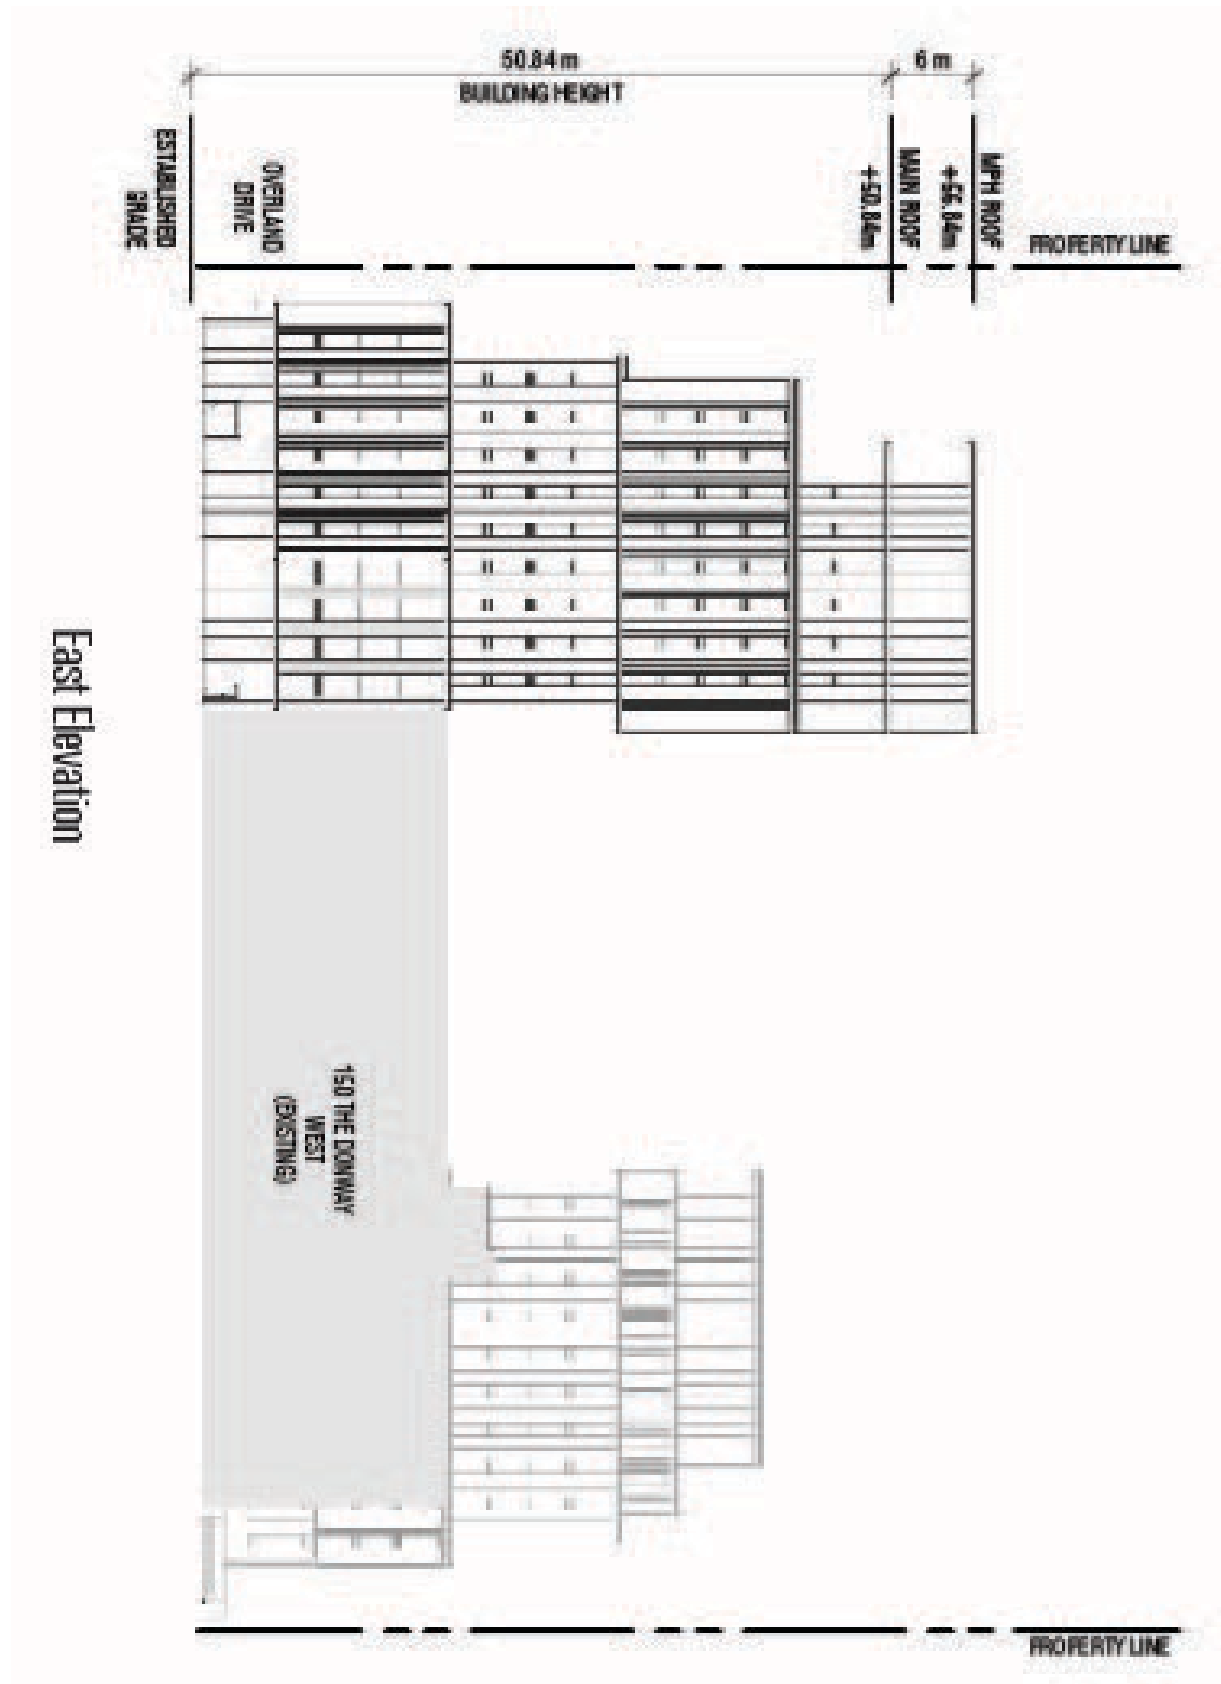 50.84 m
BUILDING HEIGHT
6 m
ESTABLISHED
GRADE
OVERLAND
DRIVE
MAIN ROOF
+50.84m
MPH ROOF
+56.84m
PROPERTY LINE
150 THE DONWAY
WEST
(EXISTING)
PROPERTY LINE
East Elevation